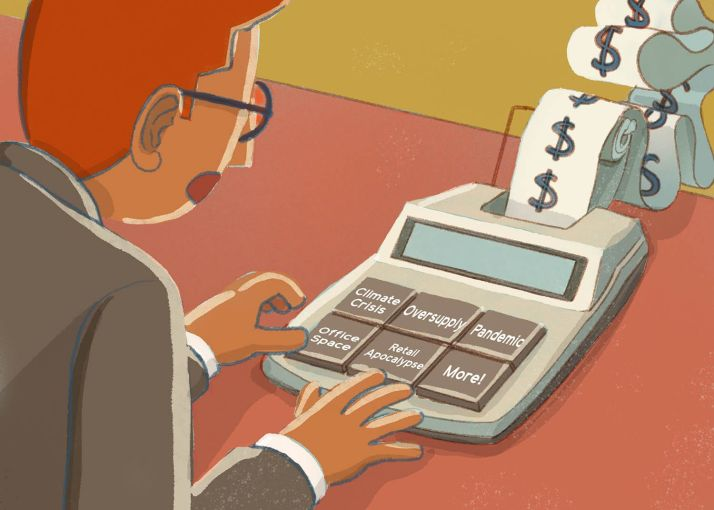 $
$
$
$
$
$
Climate
Crisis
Oversupply
Pandemic
Office
Space
Retail
Apocalypse
More!